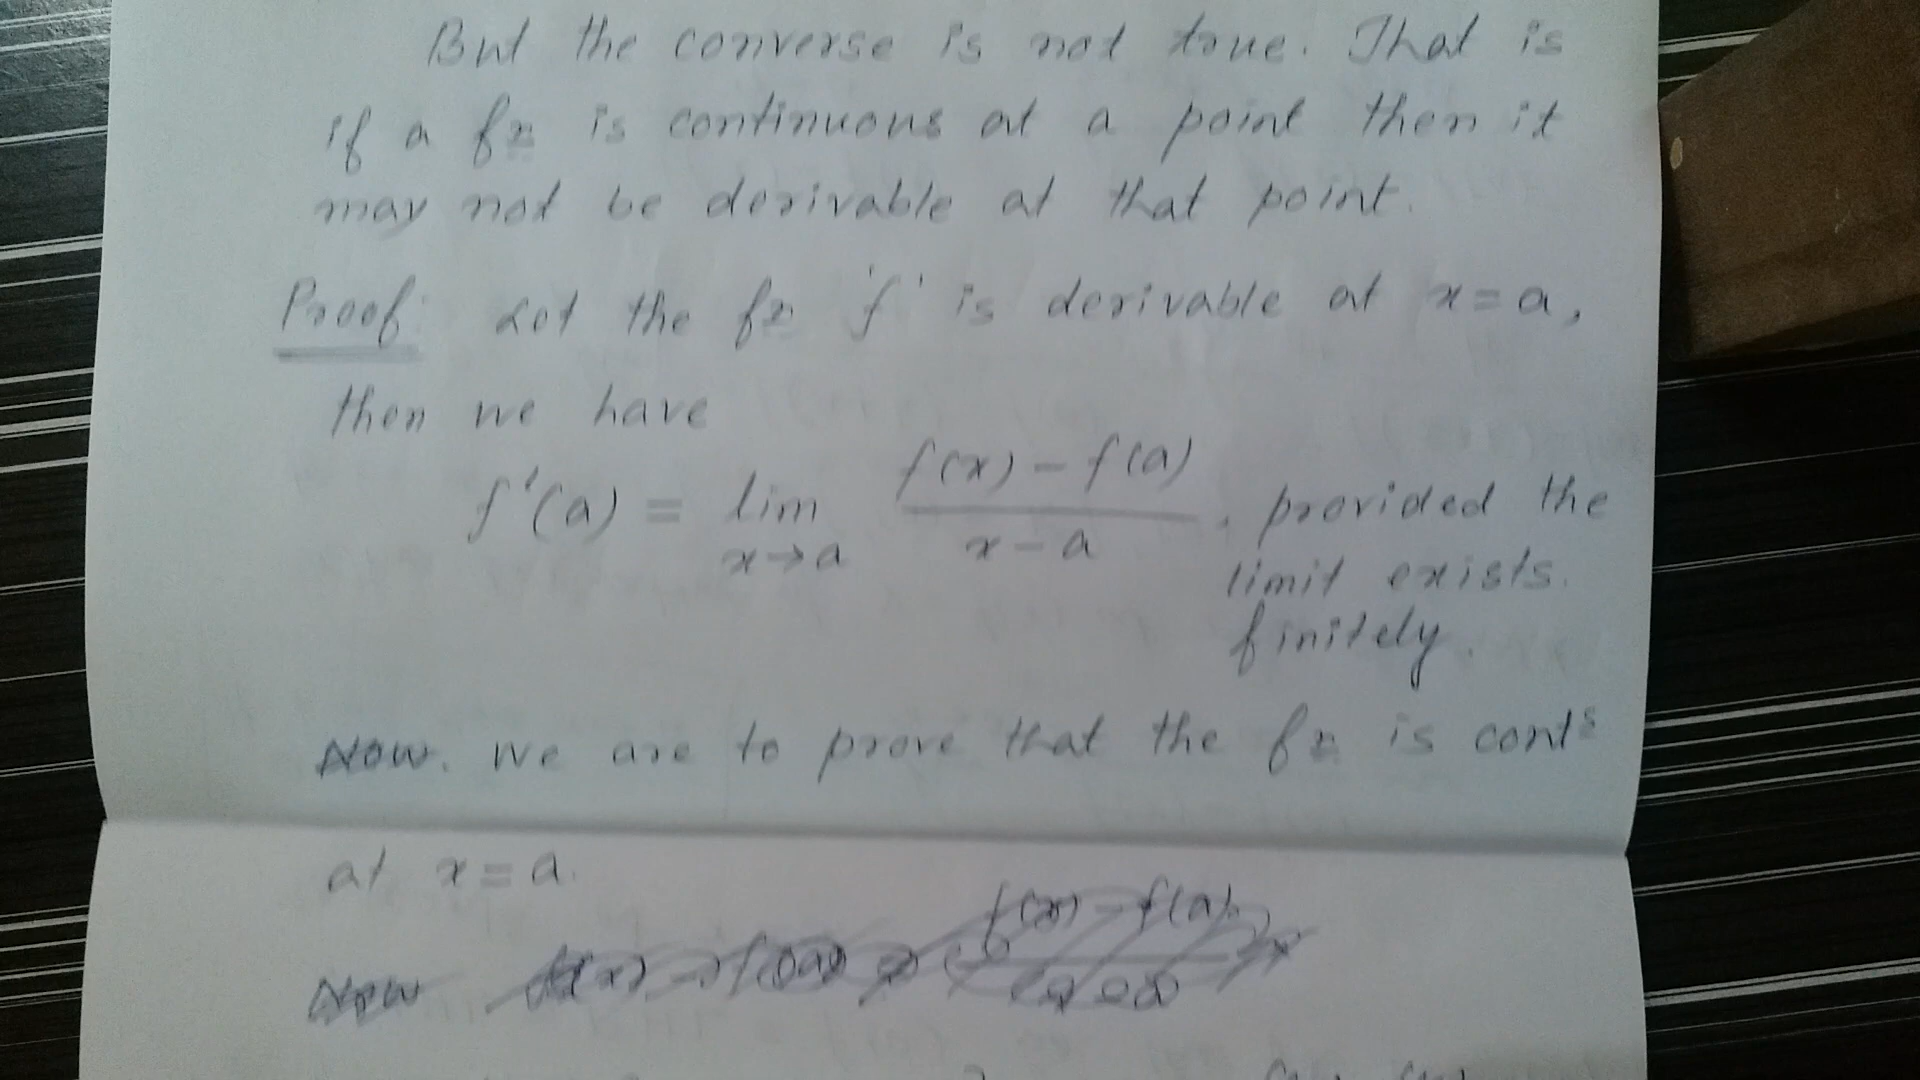 But the converse is not true. That is
if a fn is continuous at a point then it
may not be derivable at that point.
Proof: Let the fn 'f' is derivable at x = a,
then we have
f'(a) = lim x→a f(x) - f(a) / x - a , provided the
limit exists.
finitely.
Now. We are to prove that the fn is conts
at x = a.
Now
f(x) - f(a)